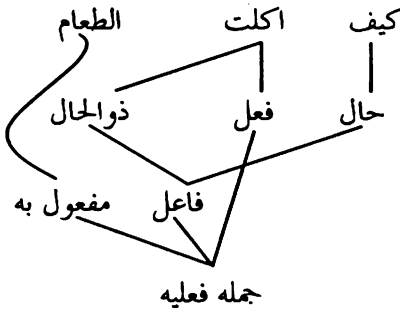 كيف اكلت الطعام
حال فعل ذوالحال
فاعل مفعول به
جمله فعليه